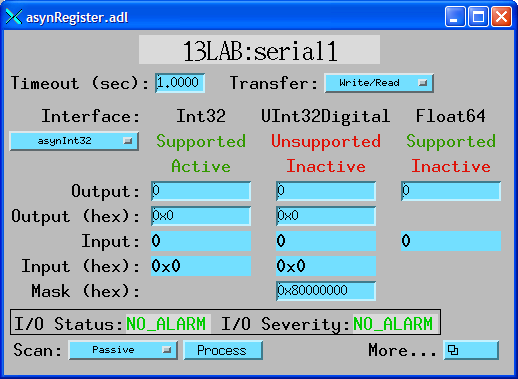 asynRegister.adl
13LAB:serial1
Timeout (sec): 1.0000 Transfer: Write/Read
Interface: Int32 UInt32Digital Float64
asynInt32 Supported Unsupported Supported
Active Inactive Inactive
Output: 0 0 0
Output (hex): 0x0 0x0
Input: 0 0 0
Input (hex): 0x0 0x0
Mask (hex): 0x80000000
I/O Status: NO_ALARM I/O Severity: NO_ALARM
Scan: Passive Process More...